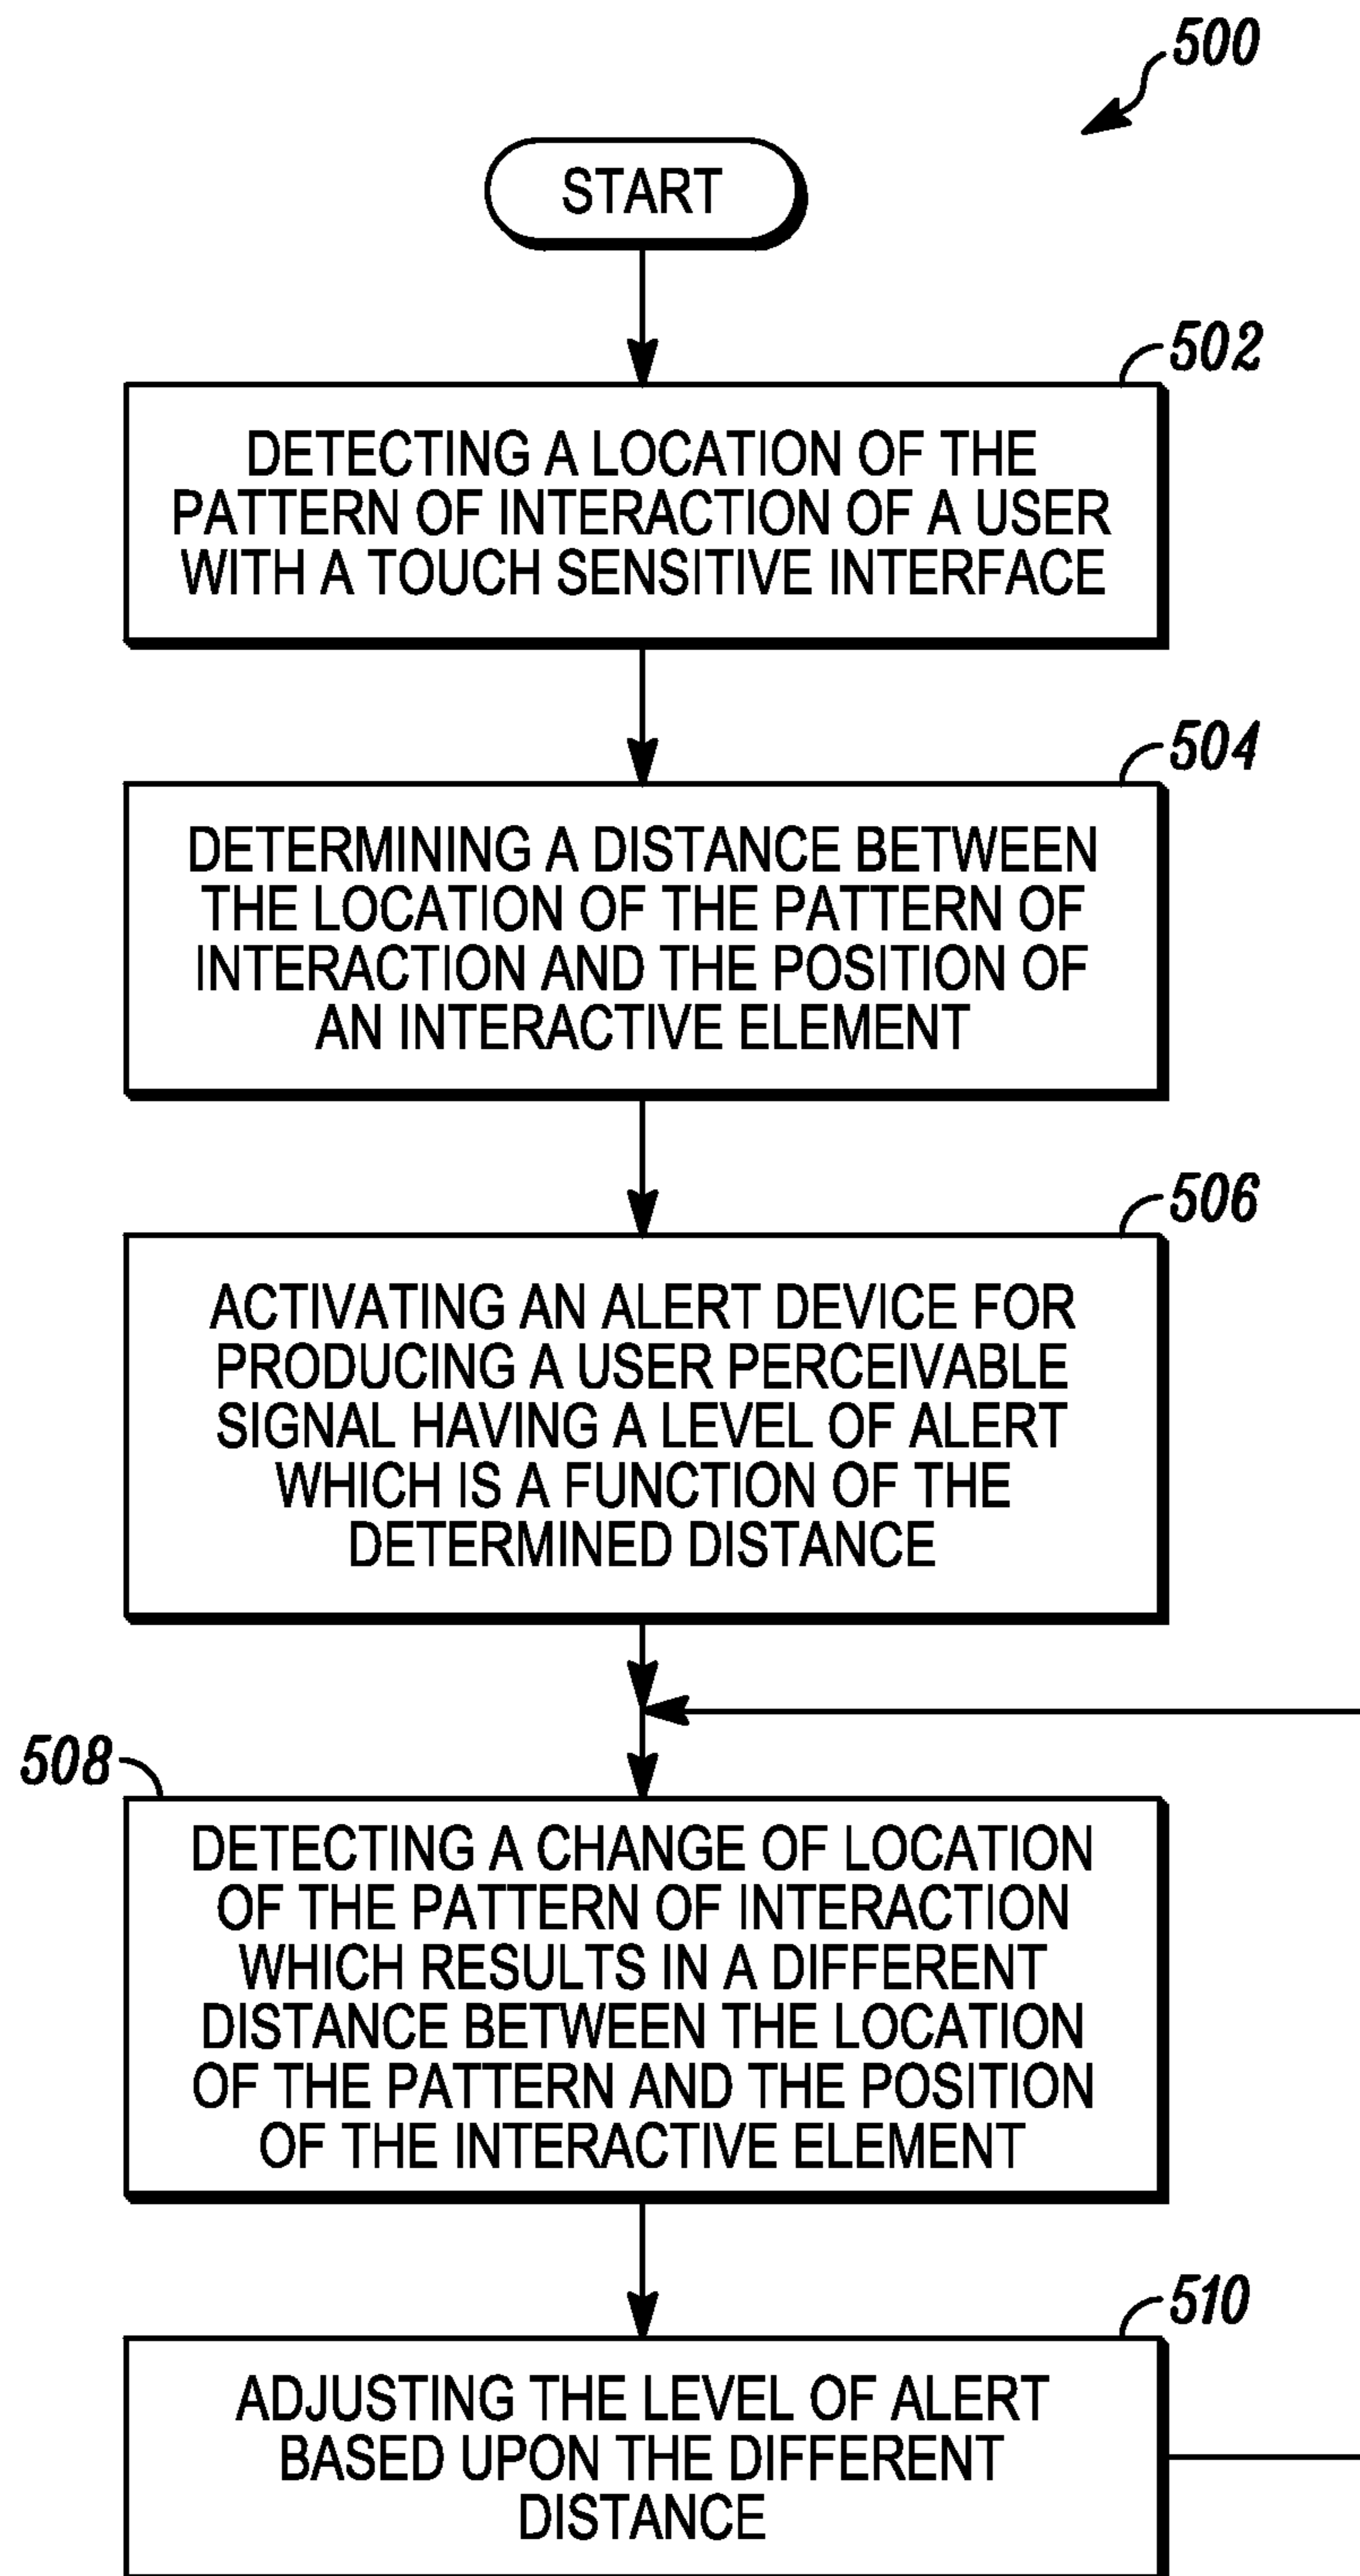 500
START
502
DETECTING A LOCATION OF THE
PATTERN OF INTERACTION OF A USER
WITH A TOUCH SENSITIVE INTERFACE
504
DETERMINING A DISTANCE BETWEEN
THE LOCATION OF THE PATTERN OF
INTERACTION AND THE POSITION OF
AN INTERACTIVE ELEMENT
506
ACTIVATING AN ALERT DEVICE FOR
PRODUCING A USER PERCEIVABLE
SIGNAL HAVING A LEVEL OF ALERT
WHICH IS A FUNCTION OF THE
DETERMINED DISTANCE
508
DETECTING A CHANGE OF LOCATION
OF THE PATTERN OF INTERACTION
WHICH RESULTS IN A DIFFERENT
DISTANCE BETWEEN THE LOCATION
OF THE PATTERN AND THE POSITION
OF THE INTERACTIVE ELEMENT
510
ADJUSTING THE LEVEL OF ALERT
BASED UPON THE DIFFERENT
DISTANCE